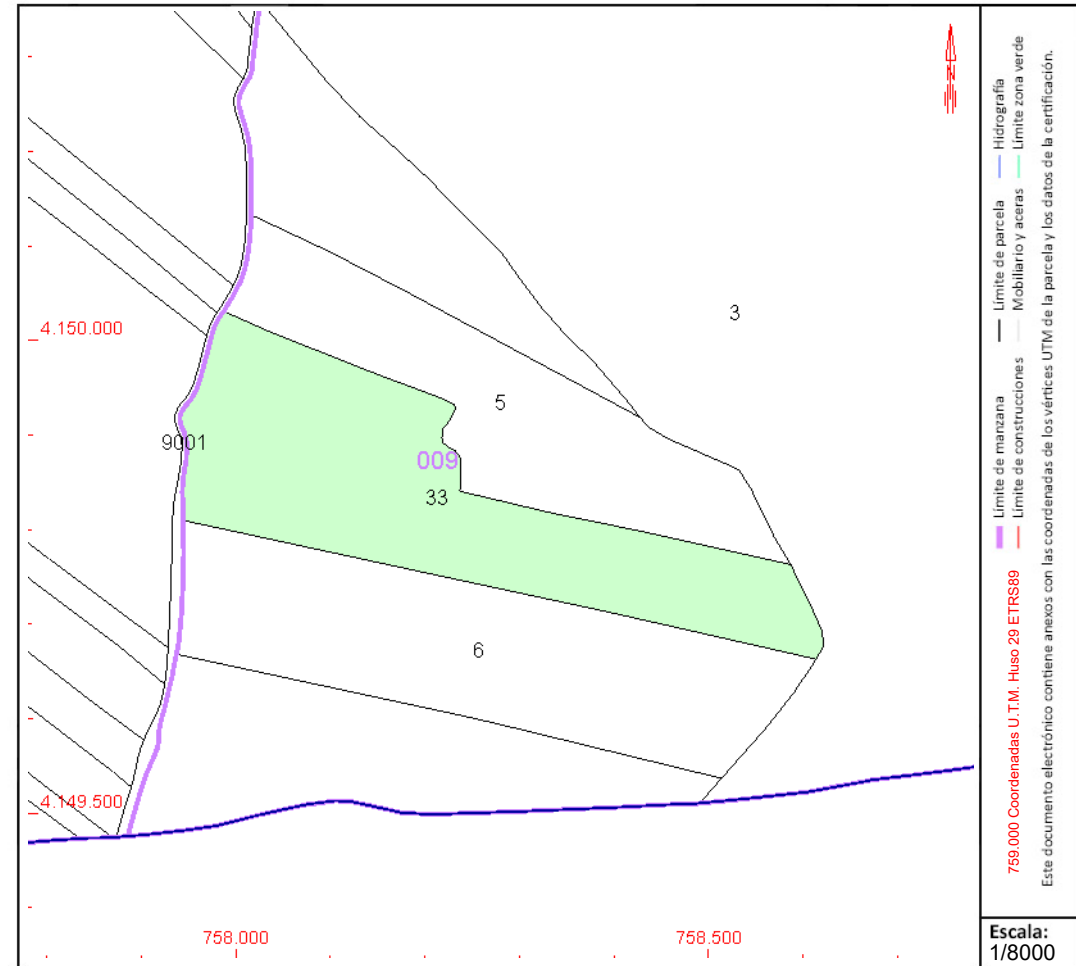 3
4.150.000
5
9001
009
33
6
4.149.500
758.000
758.500
N
Límite de manzana
Límite de parcela
Hidrografía
Límite de construcciones
Mobiliario y aceras
Límite zona verde
759.000 Coordenadas U.T.M. Huso 29 ETRS89
Este documento electrónico contiene anexos con las coordenadas de los vértices UTM de la parcela y los datos de la certificación.
Escala:
1/8000